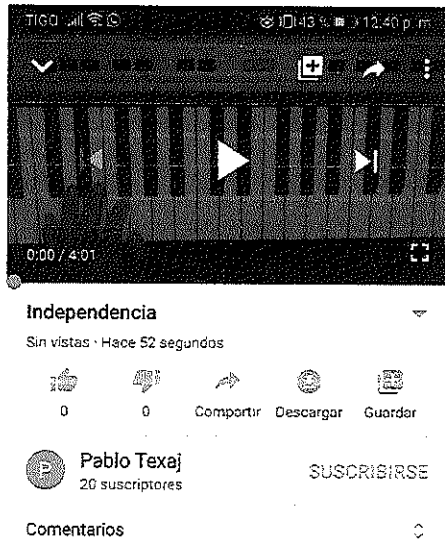 TIGO 43 % 12:40 p. m.
0:00 / 4:01
Independencia
Sin vistas · Hace 52 segundos
0 0 Compartir Descargar Guardar
P Pablo Texaj SUSCRIBIRSE
20 suscriptores
Comentarios